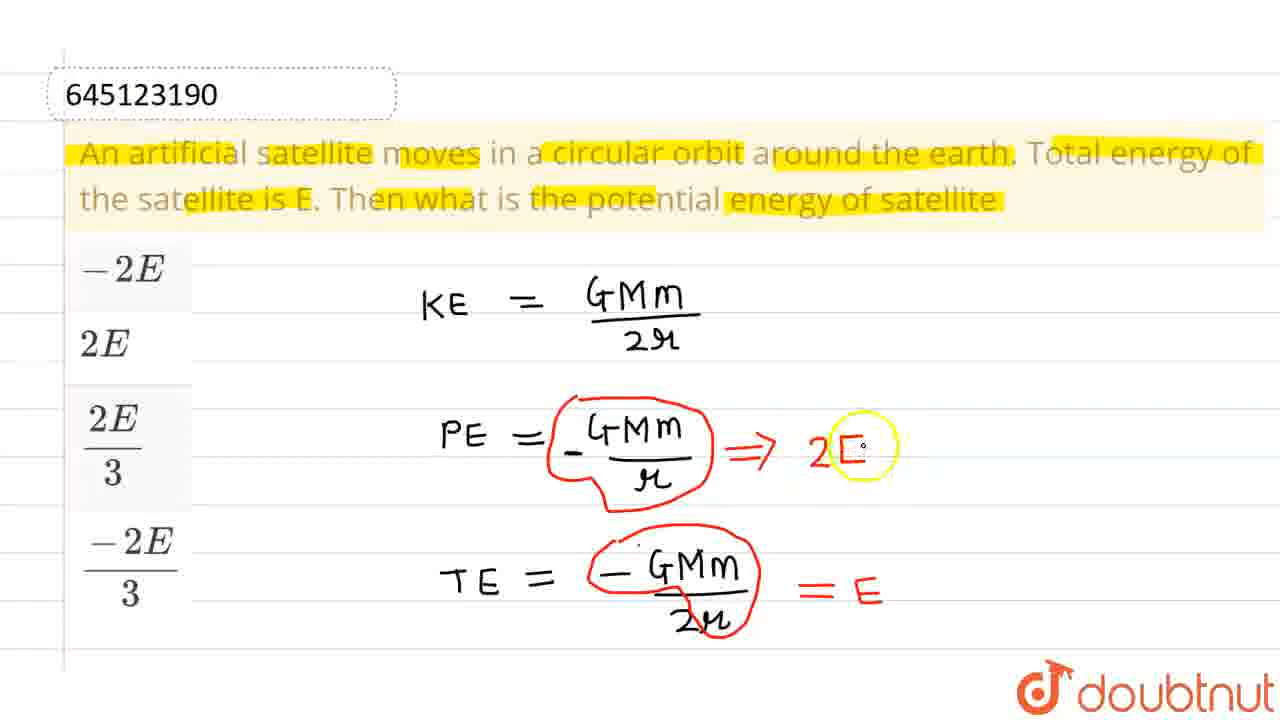 645123190
An artificial satellite moves in a circular orbit around the earth. Total energy of
the satellite is E. Then what is the potential energy of satellite
-2E
2E
2E/3
-2E/3
KE = GMm/2r
PE = -GMm/r ⇒ 2E
TE = -GMm/2r = E
doubtnut